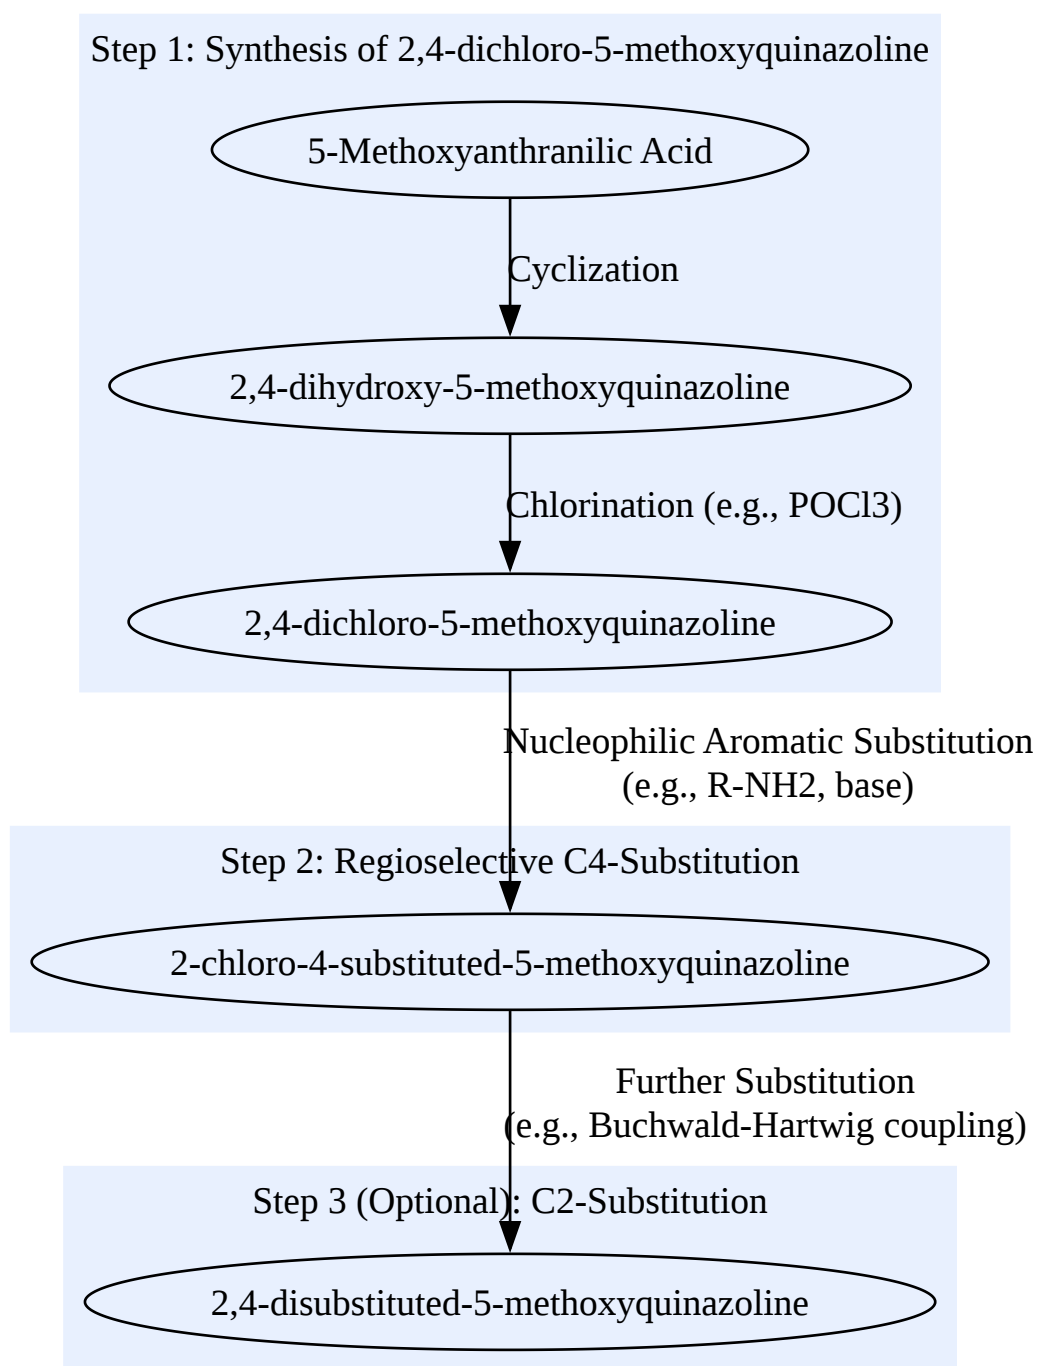 Step 1: Synthesis of 2,4-dichloro-5-methoxyquinazoline
5-Methoxyanthranilic Acid
Cyclization
2,4-dihydroxy-5-methoxyquinazoline
Chlorination (e.g., POCl3)
2,4-dichloro-5-methoxyquinazoline
Nucleophilic Aromatic Substitution
(e.g., R-NH2, base)
Step 2: Regioselective C4-Substitution
2-chloro-4-substituted-5-methoxyquinazoline
Further Substitution
(e.g., Buchwald-Hartwig coupling)
Step 3 (Optional): C2-Substitution
2,4-disubstituted-5-methoxyquinazoline